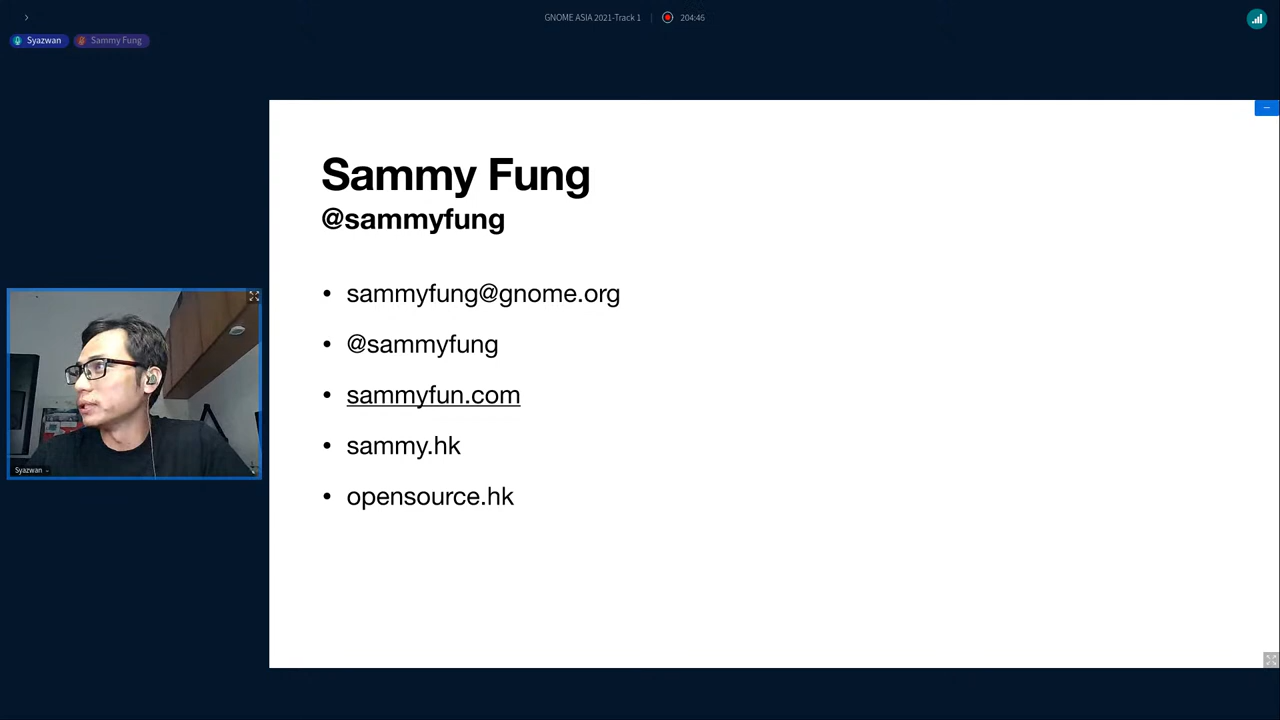 GNOME ASIA 2021-Track 1 204:46
Syazwan Sammy Fung
Sammy Fung
@sammyfung
• sammyfung@gnome.org
• @sammyfung
• sammyfun.com
• sammy.hk
• opensource.hk
Syazwan